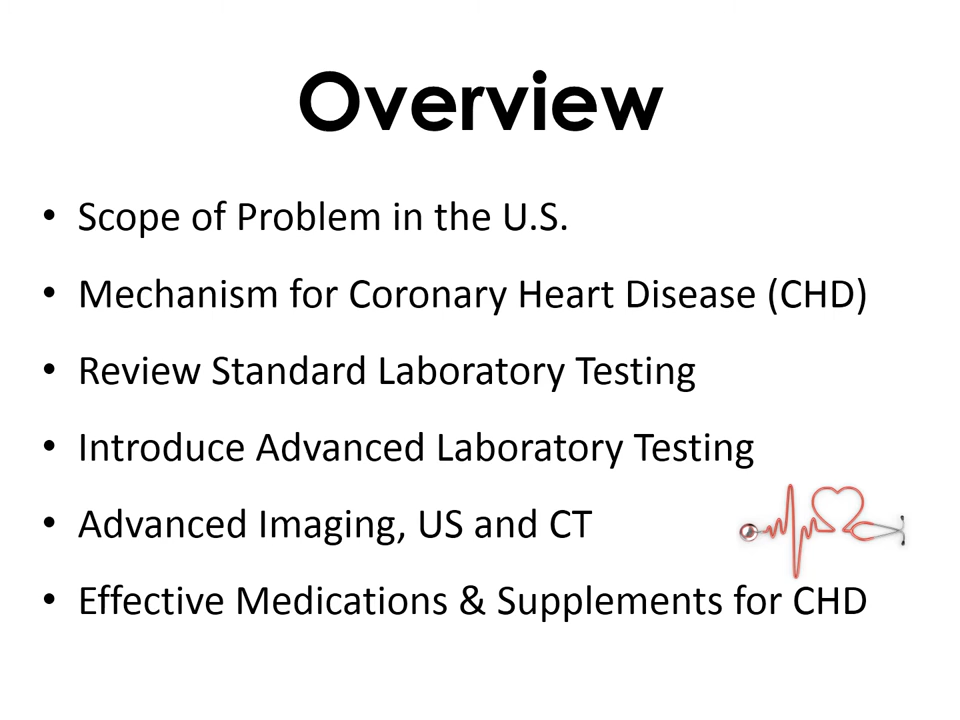 Overview
• Scope of Problem in the U.S.
• Mechanism for Coronary Heart Disease (CHD)
• Review Standard Laboratory Testing
• Introduce Advanced Laboratory Testing
• Advanced Imaging, US and CT
• Effective Medications & Supplements for CHD